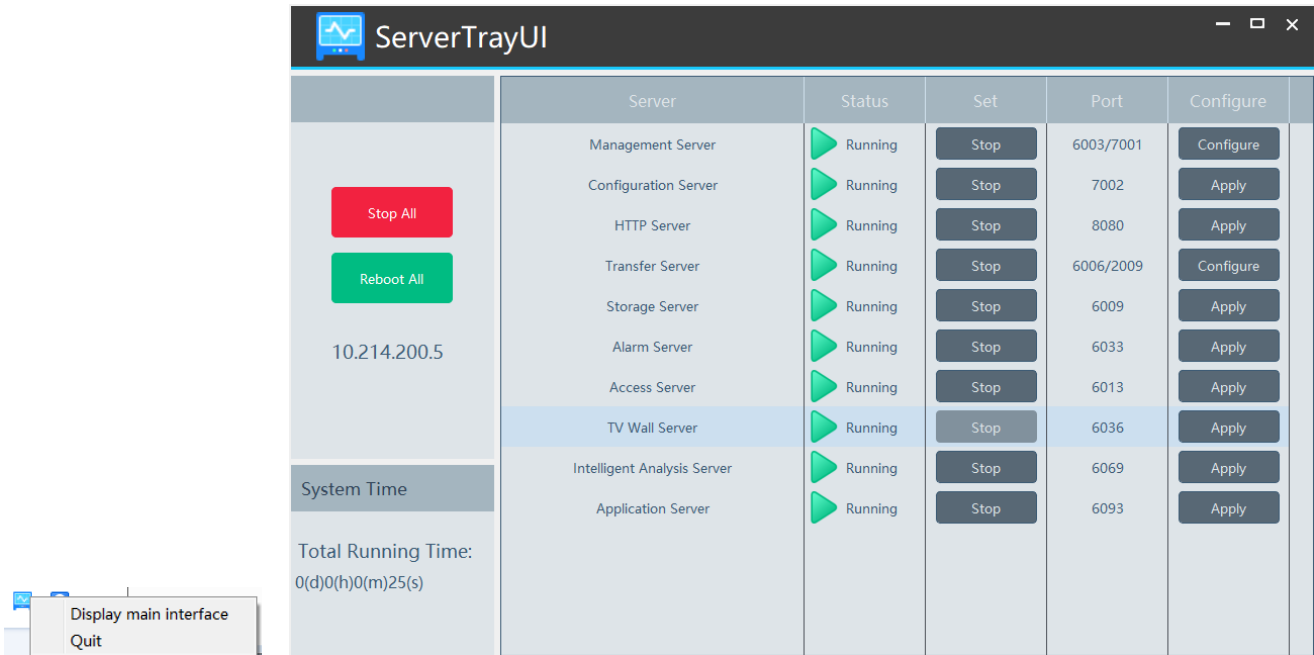 ServerTrayUI
Server Status Set Port Configure
Management Server Running Stop 6003/7001 Configure
Configuration Server Running Stop 7002 Apply
HTTP Server Running Stop 8080 Apply
Transfer Server Running Stop 6006/2009 Configure
Storage Server Running Stop 6009 Apply
Alarm Server Running Stop 6033 Apply
Access Server Running Stop 6013 Apply
TV Wall Server Running Stop 6036 Apply
Intelligent Analysis Server Running Stop 6069 Apply
Application Server Running Stop 6093 Apply
Stop All
Reboot All
10.214.200.5
System Time
Total Running Time:
0(d)0(h)0(m)25(s)
Display main interface
Quit